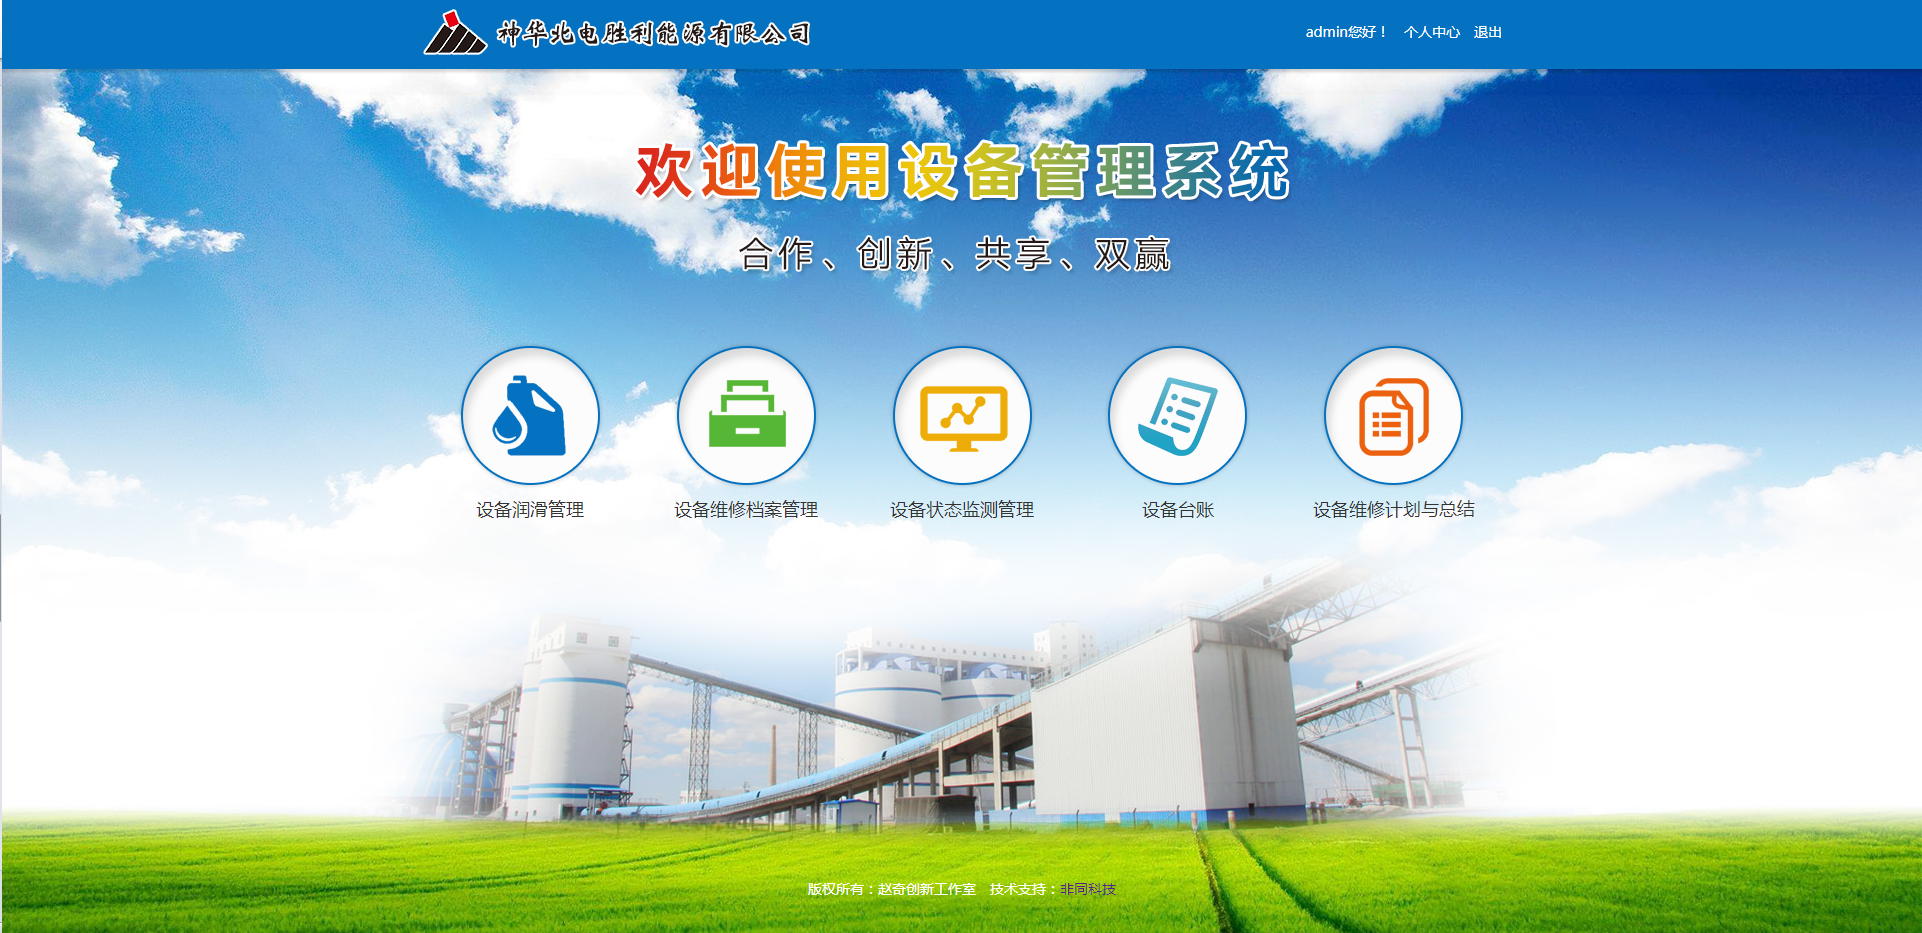 神华北电胜利能源有限公司
admin您好！ 个人中心 退出
欢迎使用设备管理系统
合作、创新、共享、双赢
设备润滑管理
设备维修档案管理
设备状态监测管理
设备台账
设备维修计划与总结
版权所有：赵奇创新工作室 技术支持：非同科技